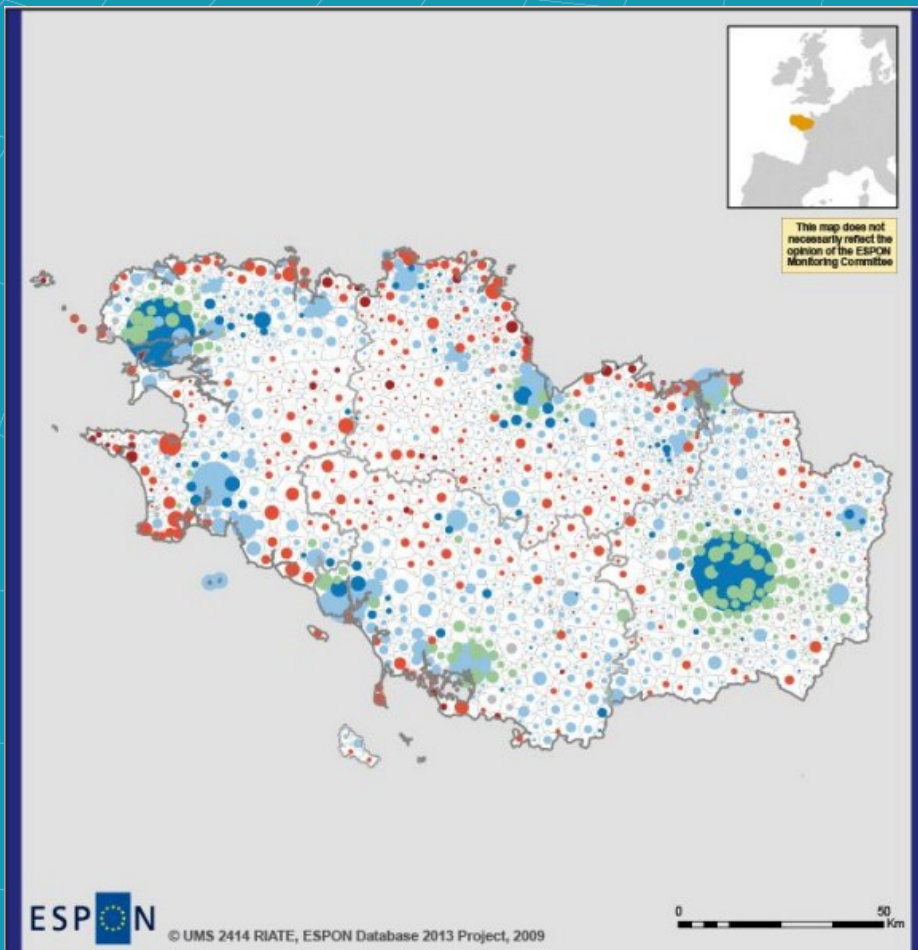 This map does not
necessarily reflect the
opinion of the ESPON
Monitoring Committee
ESPON
© UMS 2414 RIATE, ESPON Database 2013 Project, 2009
0 50
Km